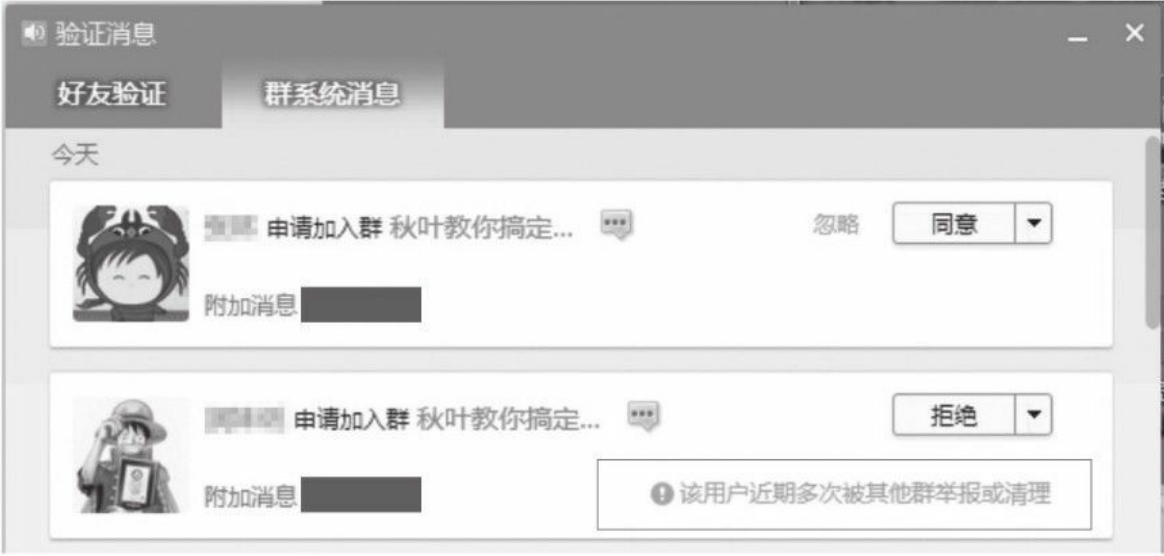 验证消息
好友验证 群系统消息
今天
申请加入群 秋叶教你搞定... 忽略 同意
附加消息
申请加入群 秋叶教你搞定... 拒绝
附加消息
该用户近期多次被其他群举报或清理